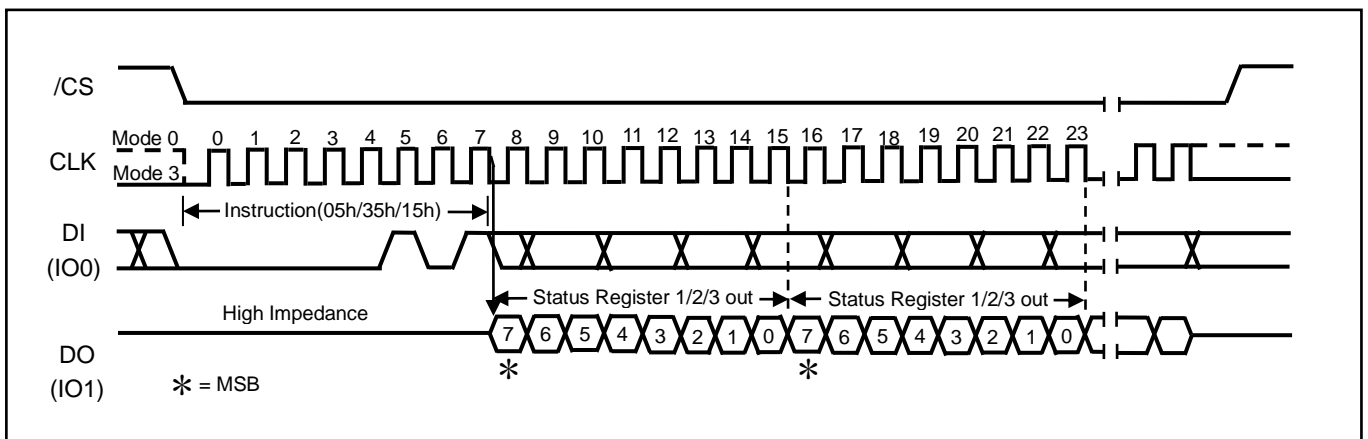 /CS
Mode 0 0 1 2 3 4 5 6 7 8 9 10 11 12 13 14 15 16 17 18 19 20 21 22 23
CLK
Mode 3
Instruction(05h/35h/15h)
DI
(IO0)
Status Register 1/2/3 out Status Register 1/2/3 out
High Impedance
7 6 5 4 3 2 1 0 7 6 5 4 3 2 1 0
DO
(IO1)
* *
* = MSB